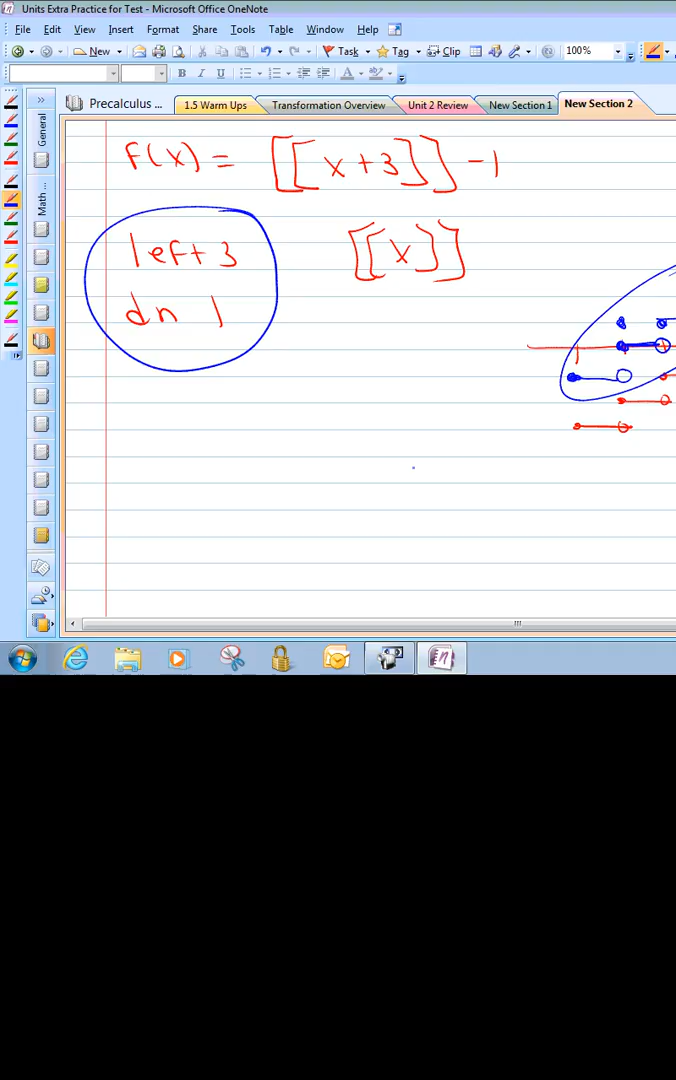 Units Extra Practice for Test - Microsoft Office OneNote
File Edit View Insert Format Share Tools Table Window Help
New Task Tag Clip 100%
B I U A ab
Precalculus ... 1.5 Warm Ups Transformation Overview Unit 2 Review New Section 1 New Section 2
General
Math ...
f(x) = [[x+3]] -1
left 3 [[x]]
dn 1